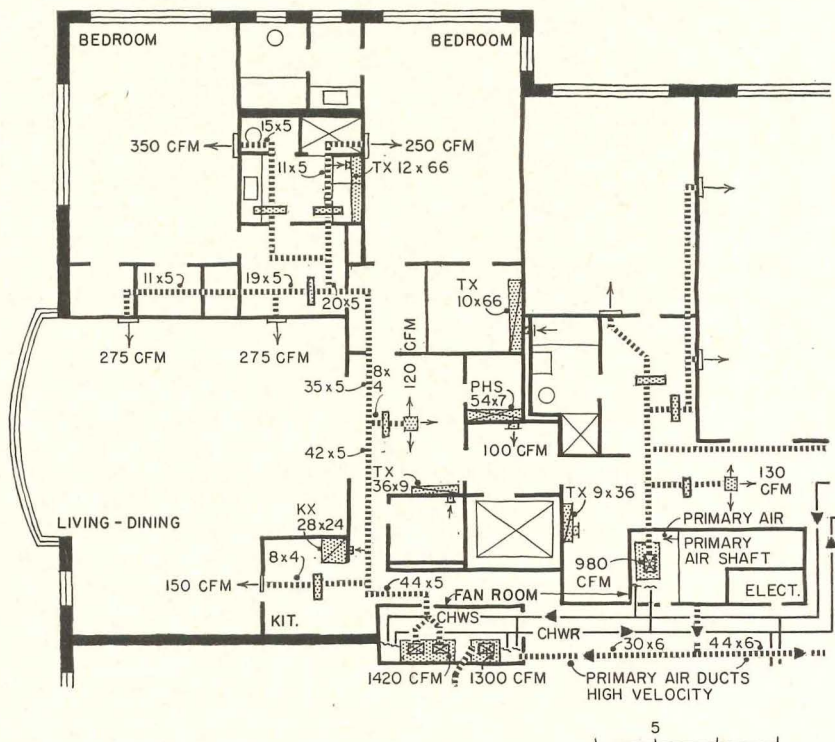 BEDROOM
BEDROOM
15x5
350 CFM
250 CFM
11x5
TX 12 x 66
11x5
19x5
20x5
TX
10x66
275 CFM
275 CFM
120 CFM
35x5
8x
4
PHS
54x7
42x5
100 CFM
TX
36x9
TX 9x36
130
CFM
LIVING - DINING
KX
28x24
PRIMARY AIR
PRIMARY
AIR SHAFT
8x4
980
CFM
150 CFM
44x5
FAN ROOM
ELECT.
KIT.
CHWS
CHWR
30x6
44x6
1420 CFM
1300 CFM
PRIMARY AIR DUCTS
HIGH VELOCITY
5